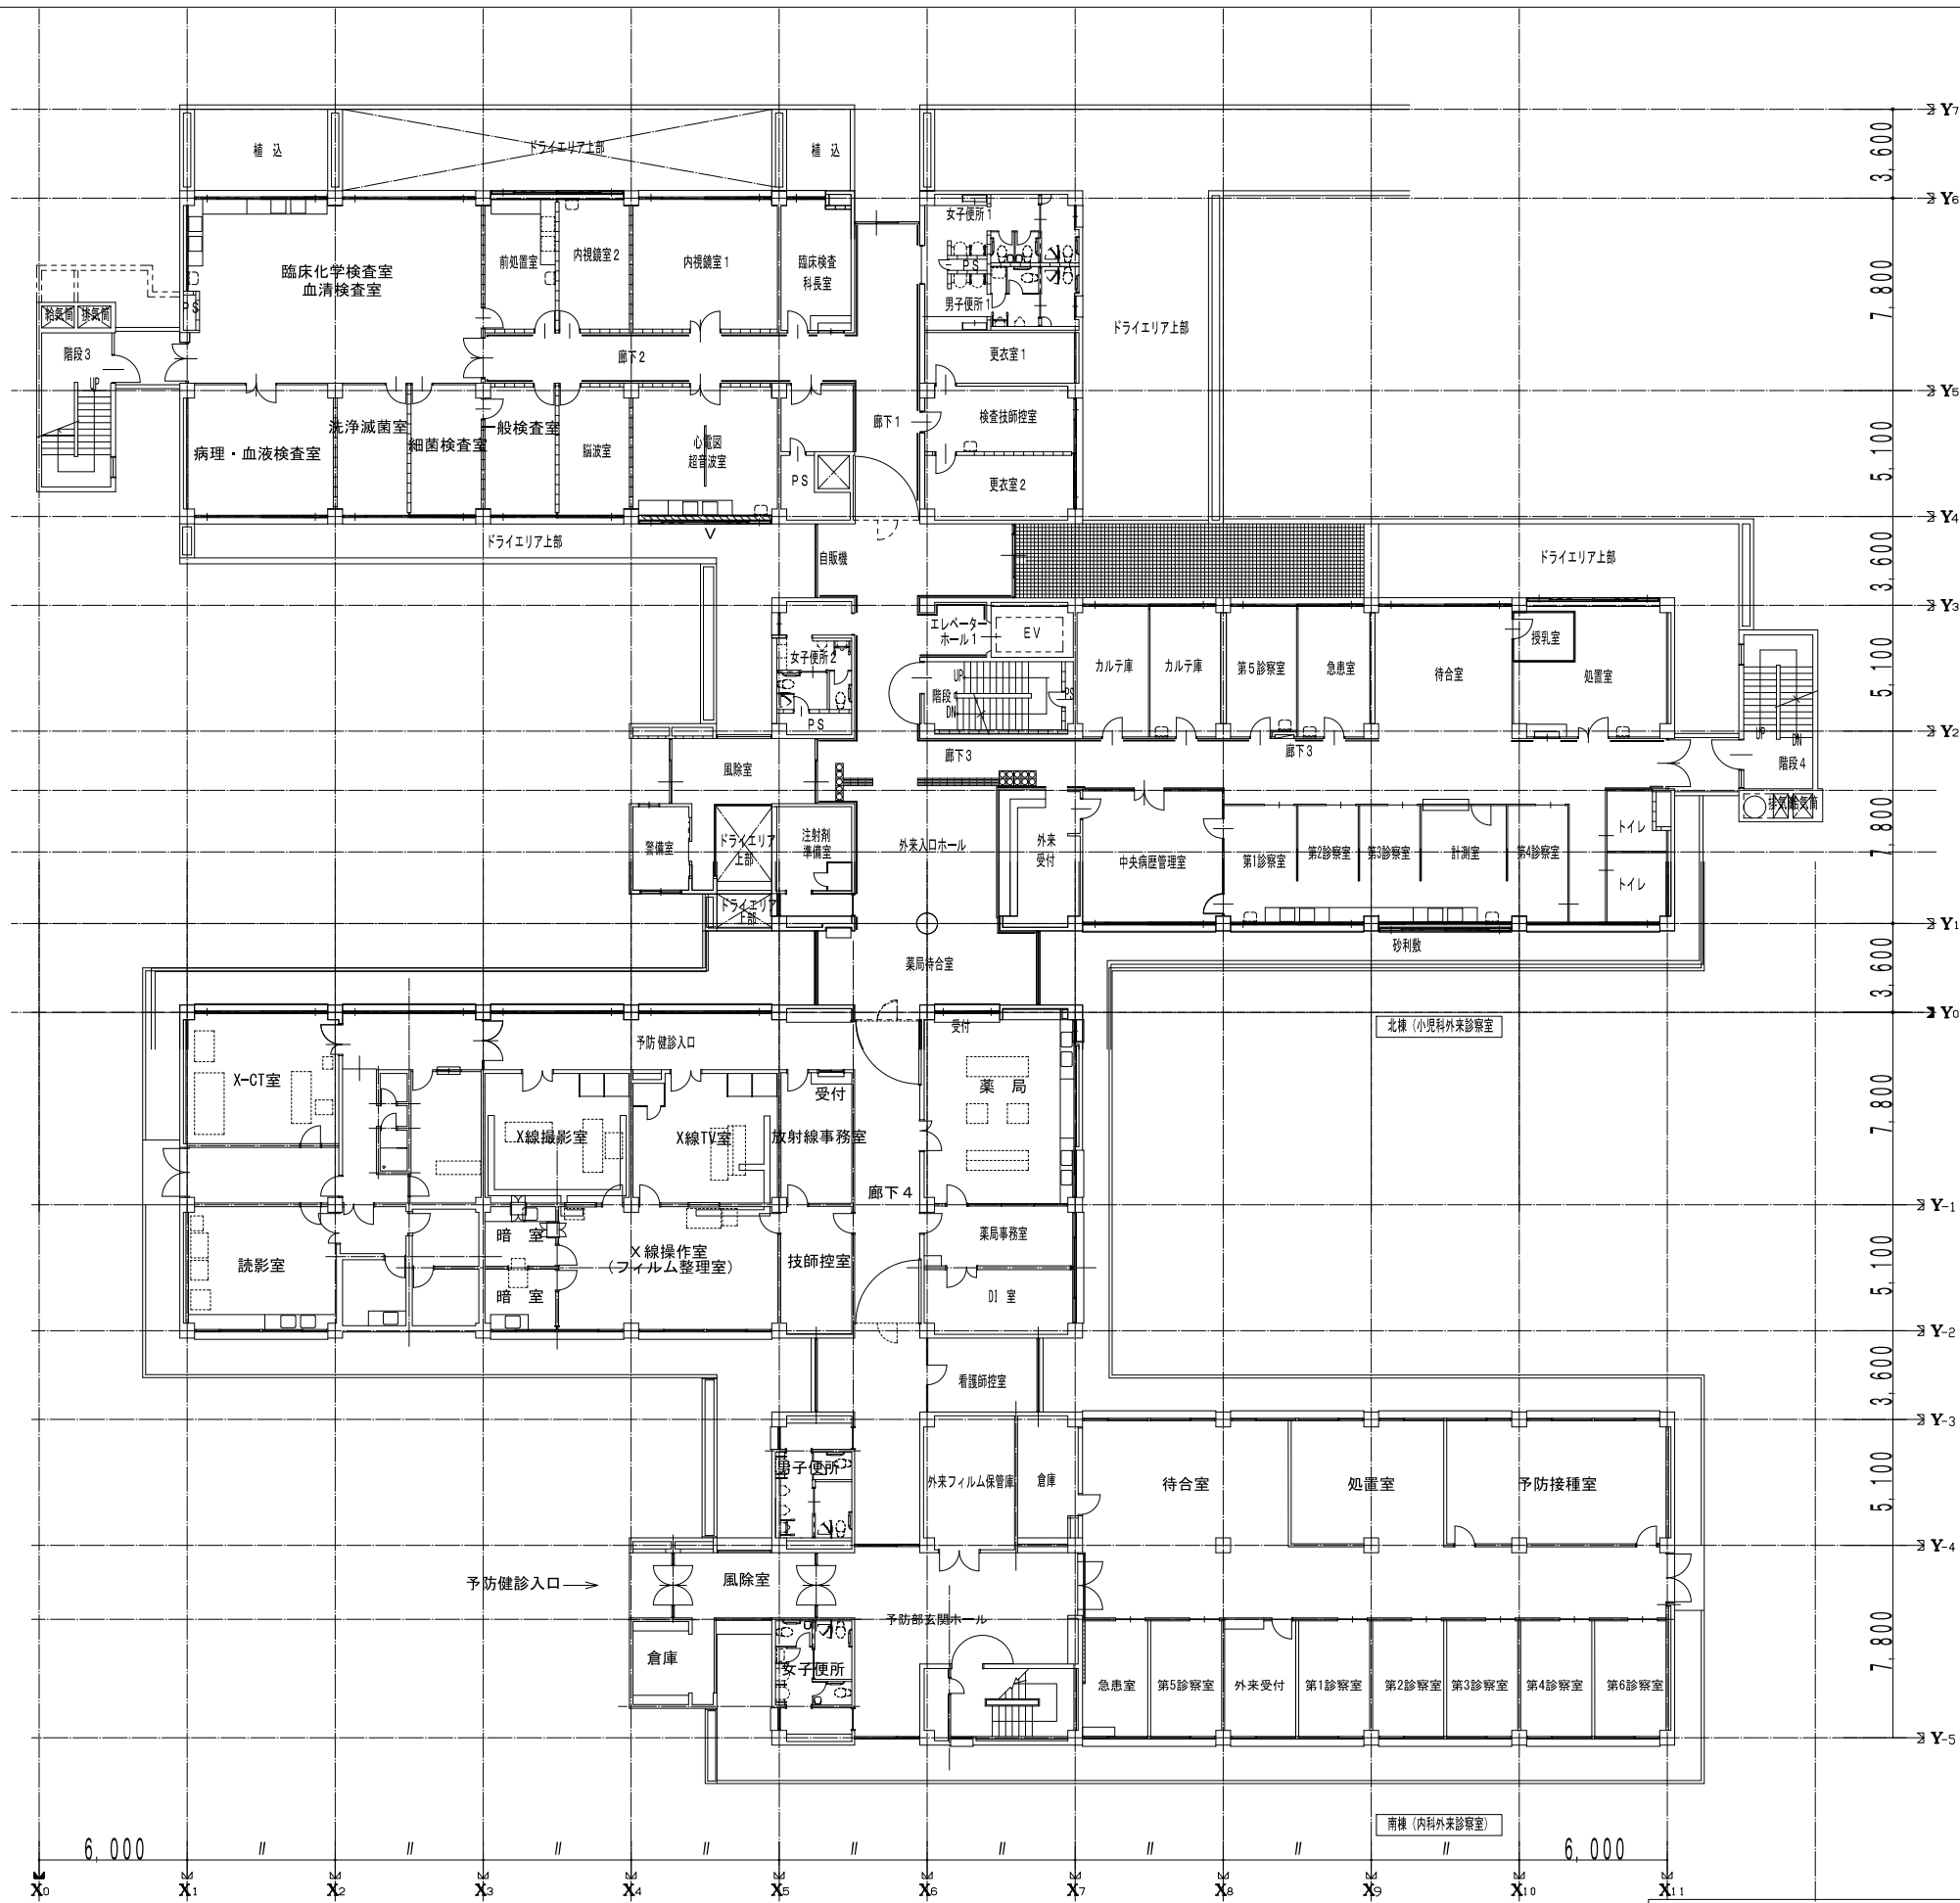 Y7
3,600
植　込
ドライエリア上部
植　込
Y6
女子便所1
PS
男子便所1
臨床化学検査室
血清検査室
前処置室
内視鏡室2
内視鏡室1
臨床検査
科長室
7,800
PS
給気筒
排気筒
ドライエリア上部
階段3
UP
廊下2
更衣室1
Y5
病理・血液検査室
洗浄滅菌室
細菌検査室
一般検査室
脳波室
心電図
超音波室
PS
廊下1
検査技師控室
更衣室2
5,100
Y4
ドライエリア上部
自販機
ドライエリア上部
3,600
Y3
女子便所2
PS
エレベーター
ホール1
EV
UP
階段1
DN
PS
カルテ庫
カルテ庫
第5診察室
急患室
待合室
授乳室
処置室
5,100
Y2
風除室
廊下3
廊下3
UP
DN
階段4
排気筒
給気筒
警備室
ドライエリア
上部
注射剤
準備室
外来入口ホール
外来
受付
中央病歴管理室
第1診察室
第2診察室
第3診察室
計測室
第4診察室
トイレ
トイレ
7,800
ドライエリア
上部
Y1
砂利敷
薬局待合室
3,600
Y0
北棟（小児科外来診察室
予防健診入口
受付
X-CT室
受付
薬　局
X線撮影室
X線TV室
放射線事務室
7,800
廊下4
Y-1
読影室
暗　室
暗　室
X線操作室
（フィルム整理室）
技師控室
薬局事務室
DI 室
5,100
Y-2
看護師控室
3,600
Y-3
男子便所
外来フィルム保管庫
倉庫
待合室
処置室
予防接種室
5,100
Y-4
予防健診入口
風除室
予防部玄関ホール
倉庫
女子便所
急患室
第5診察室
外来受付
第1診察室
第2診察室
第3診察室
第4診察室
第6診察室
7,800
Y-5
南棟（内科外来診察室）
6,000
〃
〃
〃
〃
〃
〃
〃
〃
〃
6,000
X0
X1
X2
X3
X4
X5
X6
X7
X8
X9
X10
X11